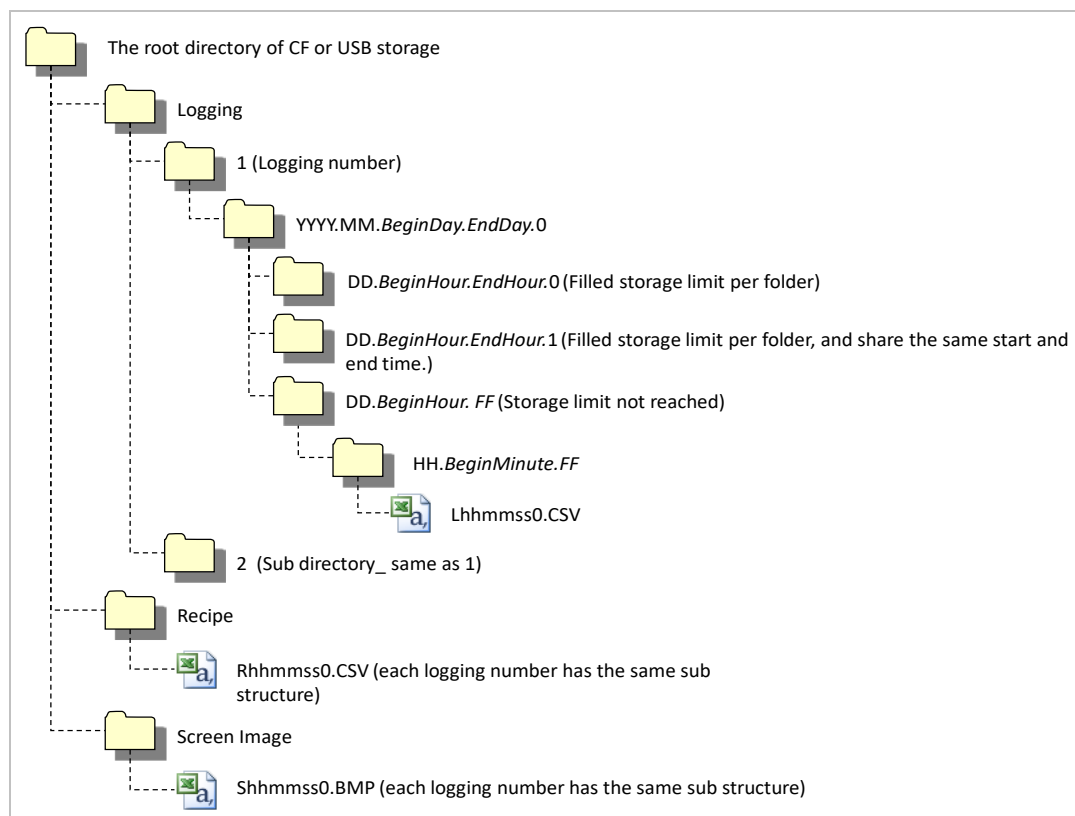 The root directory of CF or USB storage
Logging
1 (Logging number)
YYYY.MM.BeginDay.EndDay.0
DD.BeginHour.EndHour.0 (Filled storage limit per folder)
DD.BeginHour.EndHour.1 (Filled storage limit per folder, and share the same start and
end time.)
DD.BeginHour. FF (Storage limit not reached)
HH.BeginMinute.FF
a,
Lhhmmss0.CSV
2 (Sub directory_ same as 1)
Recipe
a,
Rhhmmss0.CSV (each logging number has the same sub
structure)
Screen Image
a,
Shhmmss0.BMP (each logging number has the same sub structure)